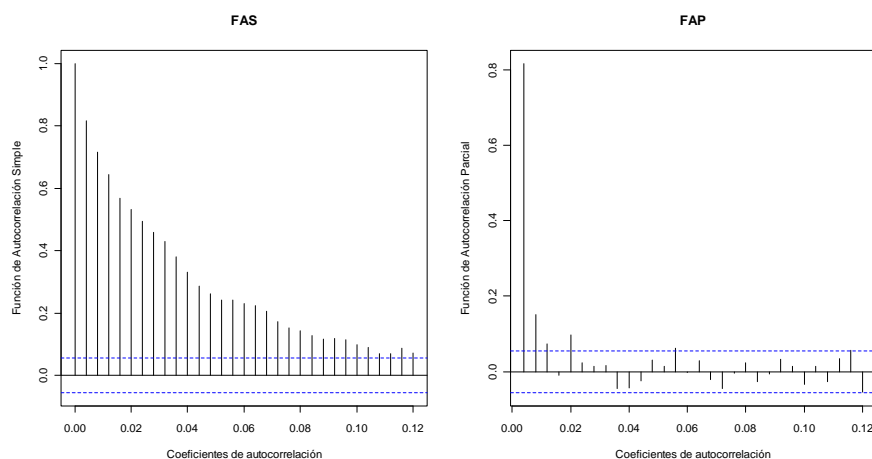 FAS
Función de Autocorrelación Simple
1.0
0.8
0.6
0.4
0.2
0.0
0.00 0.02 0.04 0.06 0.08 0.10 0.12
Coeficientes de autocorrelación
FAP
Función de Autocorrelación Parcial
0.8
0.6
0.4
0.2
0.0
0.00 0.02 0.04 0.06 0.08 0.10 0.12
Coeficientes de autocorrelación